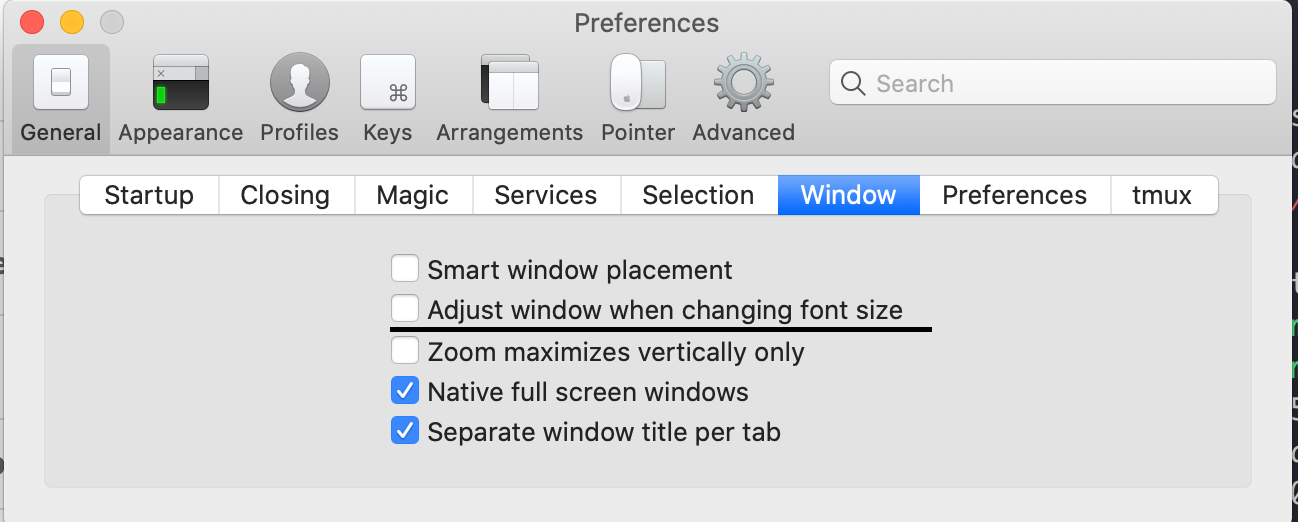 Preferences
General Appearance Profiles Keys Arrangements Pointer Advanced Search
Startup Closing Magic Services Selection Window Preferences tmux
Smart window placement
Adjust window when changing font size
Zoom maximizes vertically only
Native full screen windows
Separate window title per tab